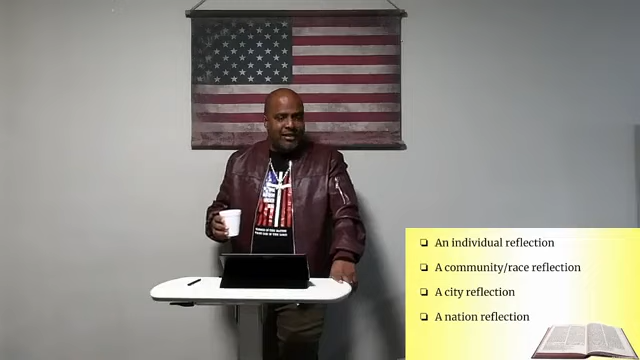 An individual reflection
A community/race reflection
A city reflection
A nation reflection